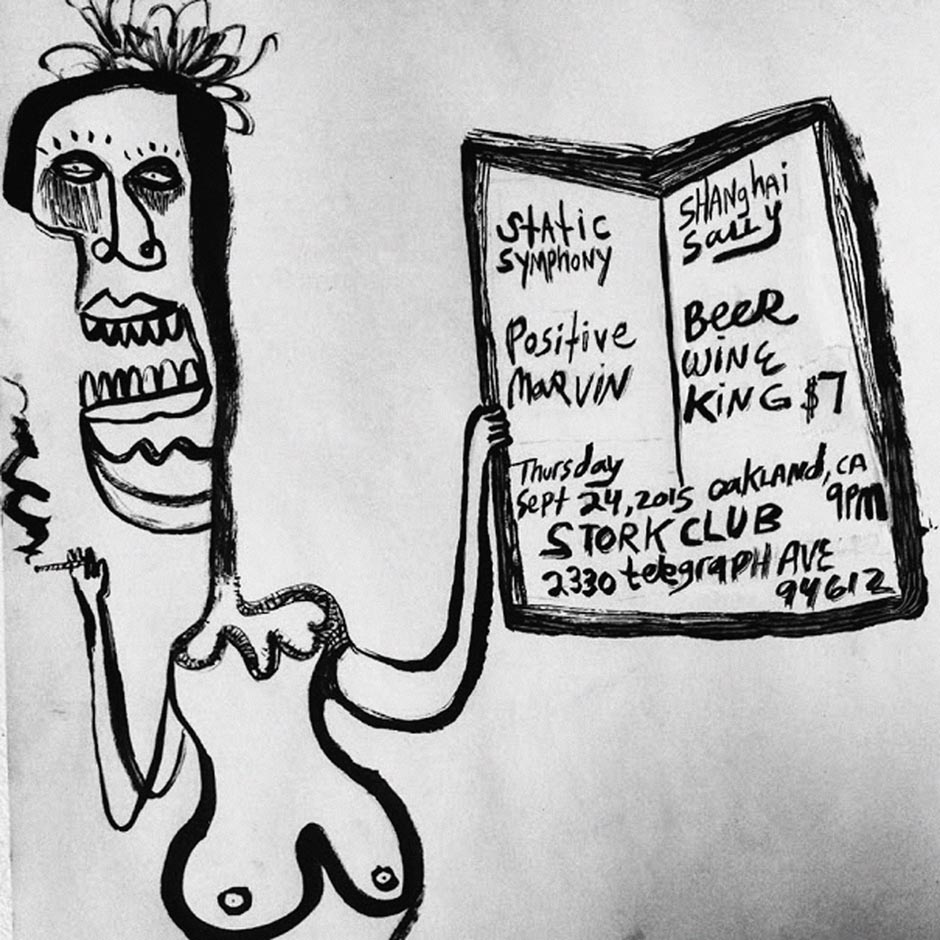 StAtic
SYMPHONY
Positive
MaRVIN
SHANghai
Sally
BeeR
WINE
KiNG $7
Thursday
Sept 24, 2015 OakLANd, CA
9PM
STORK CLUB
2330 telegraPH AVE
94612